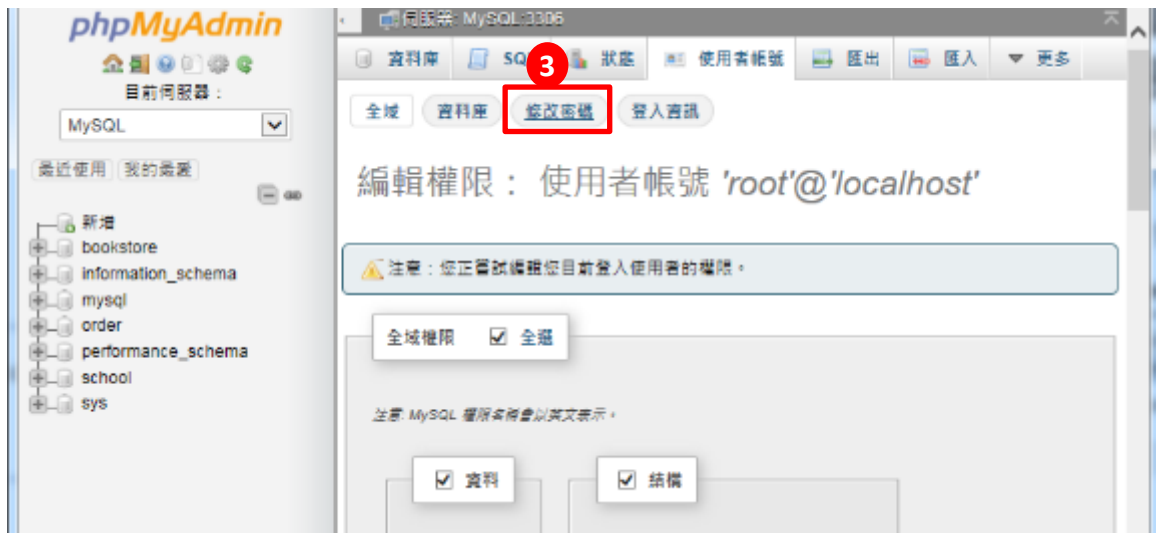 phpMyAdmin
目前伺服器：
MySQL
最近使用 我的最愛
新增
bookstore
information_schema
mysql
order
performance_schema
school
sys
伺服器: MySQL:3306
資料庫 SQL 狀態 使用者帳號 匯出 匯入 更多
3
全域 資料庫 修改密碼 登入資訊
編輯權限： 使用者帳號 'root'@'localhost'
注意：您正嘗試編輯您目前登入使用者的權限。
全域權限 全選
注意: MySQL 權限名稱會以英文表示。
資料 結構